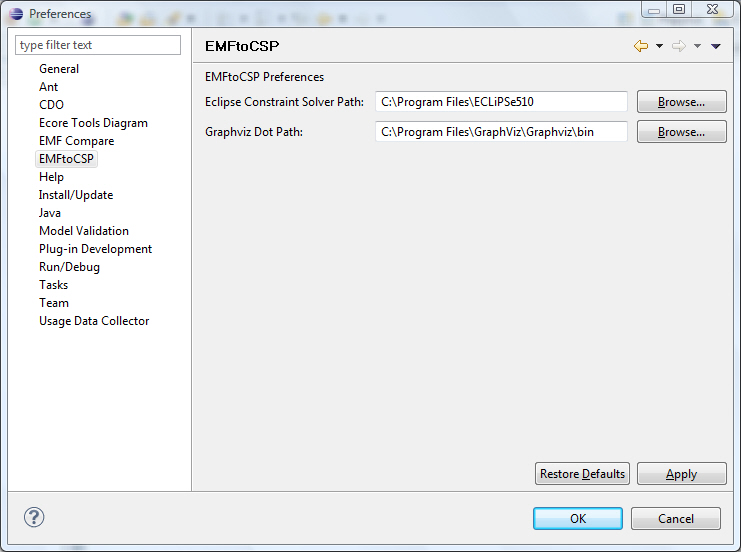 Preferences
type filter text
General
Ant
CDO
Ecore Tools Diagram
EMF Compare
EMFtoCSP
Help
Install/Update
Java
Model Validation
Plug-in Development
Run/Debug
Tasks
Team
Usage Data Collector
EMFtoCSP
EMFtoCSP Preferences
Eclipse Constraint Solver Path: C:\Program Files\ECLiPSe510 Browse...
Graphviz Dot Path: C:\Program Files\GraphViz\Graphviz\bin Browse...
Restore Defaults Apply
OK Cancel